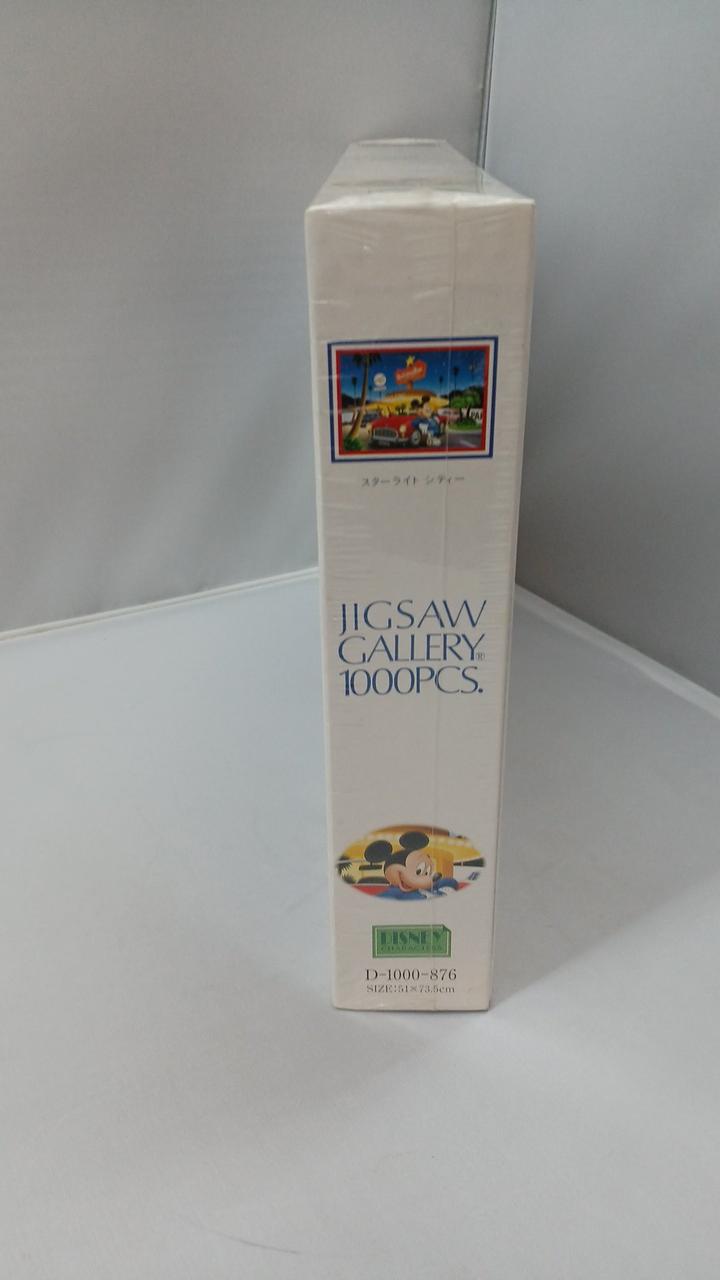 スターライト シティー
JIGSAW
GALLERY®
1000PCS.
DISNEY
CHARACTERS
D-1000-876
SIZE:51×73.5cm